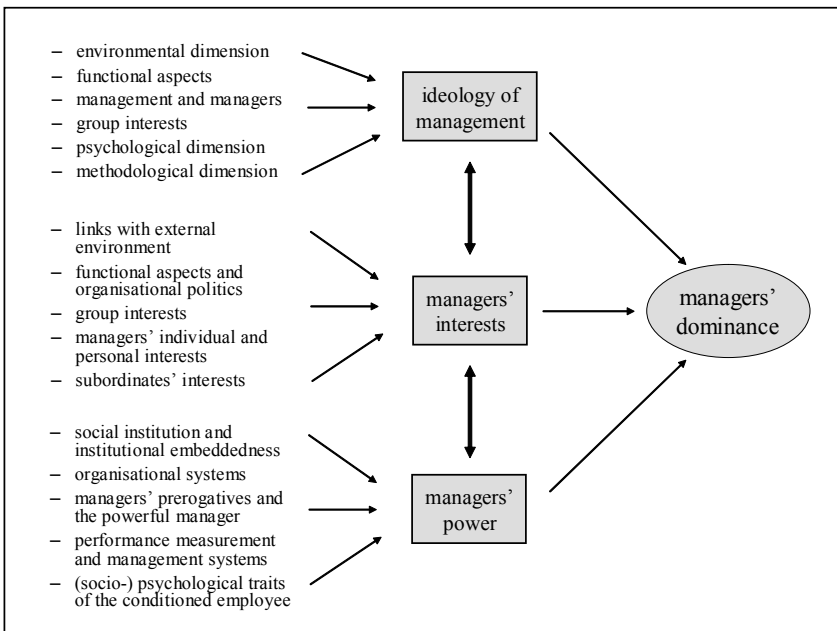 – environmental dimension
– functional aspects
– management and managers
– group interests
– psychological dimension
– methodological dimension
ideology of
management
– links with external
environment
– functional aspects and
organisational politics
– group interests
– managers’ individual and
personal interests
– subordinates’ interests
managers’
interests
managers’
dominance
– social institution and
institutional embeddedness
– organisational systems
– managers’ prerogatives and
the powerful manager
– performance measurement
and management systems
– (socio-) psychological traits
of the conditioned employee
managers’
power